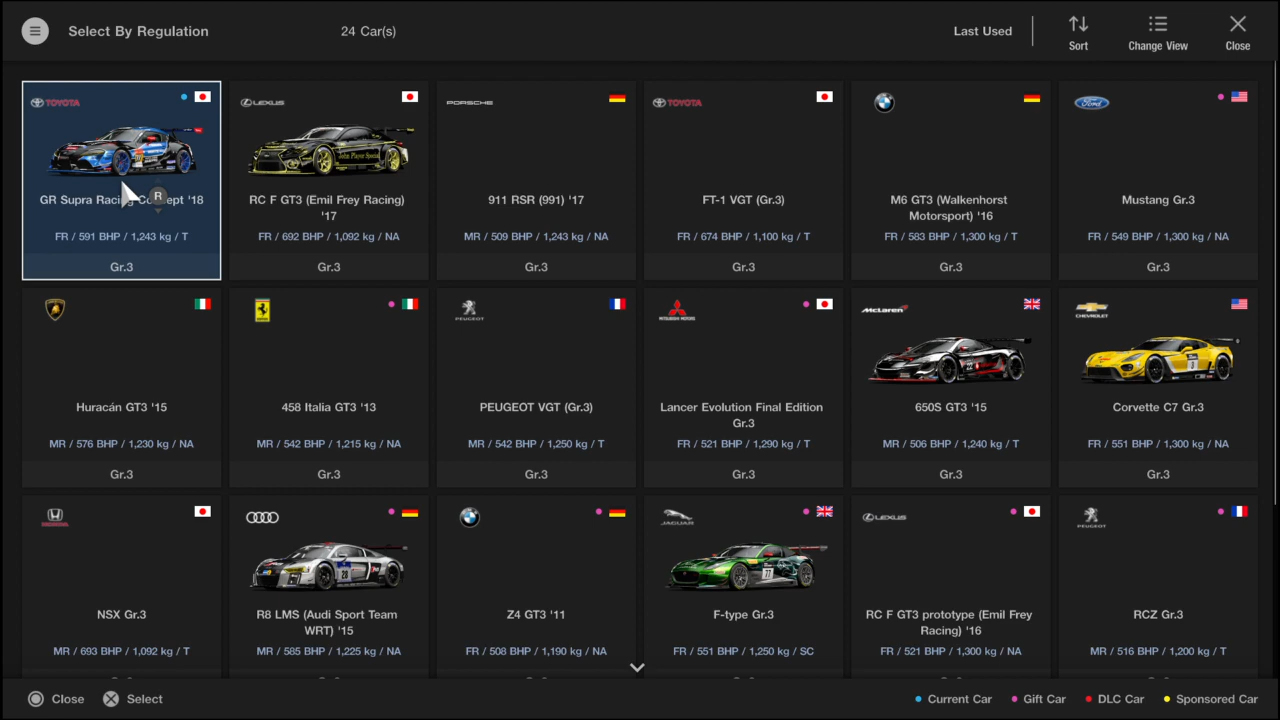 Select By Regulation
24 Car(s)
Last Used
Sort
Change View
Close
TOYOTA
GR Supra Racing Concept '18
R
FR / 591 BHP / 1,243 kg / T
Gr.3
LEXUS
John Player Special
RC F GT3 (Emil Frey Racing)
'17
FR / 692 BHP / 1,092 kg / NA
Gr.3
PORSCHE
911 RSR (991) '17
MR / 509 BHP / 1,243 kg / NA
Gr.3
TOYOTA
FT-1 VGT (Gr.3)
FR / 674 BHP / 1,100 kg / T
Gr.3
M6 GT3 (Walkenhorst
Motorsport) '16
FR / 583 BHP / 1,300 kg / T
Gr.3
Ford
Mustang Gr.3
FR / 549 BHP / 1,300 kg / NA
Gr.3
Huracán GT3 '15
MR / 576 BHP / 1,230 kg / NA
Gr.3
458 Italia GT3 '13
MR / 542 BHP / 1,215 kg / NA
Gr.3
PEUGEOT
PEUGEOT VGT (Gr.3)
MR / 542 BHP / 1,250 kg / T
Gr.3
MITSUBISHI MOTORS
Lancer Evolution Final Edition
Gr.3
FR / 521 BHP / 1,290 kg / T
Gr.3
McLaren
650S GT3 '15
MR / 506 BHP / 1,240 kg / T
Gr.3
CHEVROLET
3
Corvette C7 Gr.3
FR / 551 BHP / 1,300 kg / NA
Gr.3
HONDA
NSX Gr.3
MR / 693 BHP / 1,092 kg / T
28
R8 LMS (Audi Sport Team
WRT) '15
MR / 585 BHP / 1,225 kg / NA
Z4 GT3 '11
FR / 508 BHP / 1,190 kg / NA
JAGUAR
77
F-type Gr.3
FR / 551 BHP / 1,250 kg / SC
LEXUS
RC F GT3 prototype (Emil Frey
Racing) '16
FR / 521 BHP / 1,300 kg / NA
PEUGEOT
RCZ Gr.3
MR / 516 BHP / 1,200 kg / T
Close
Select
Current Car
Gift Car
DLC Car
Sponsored Car